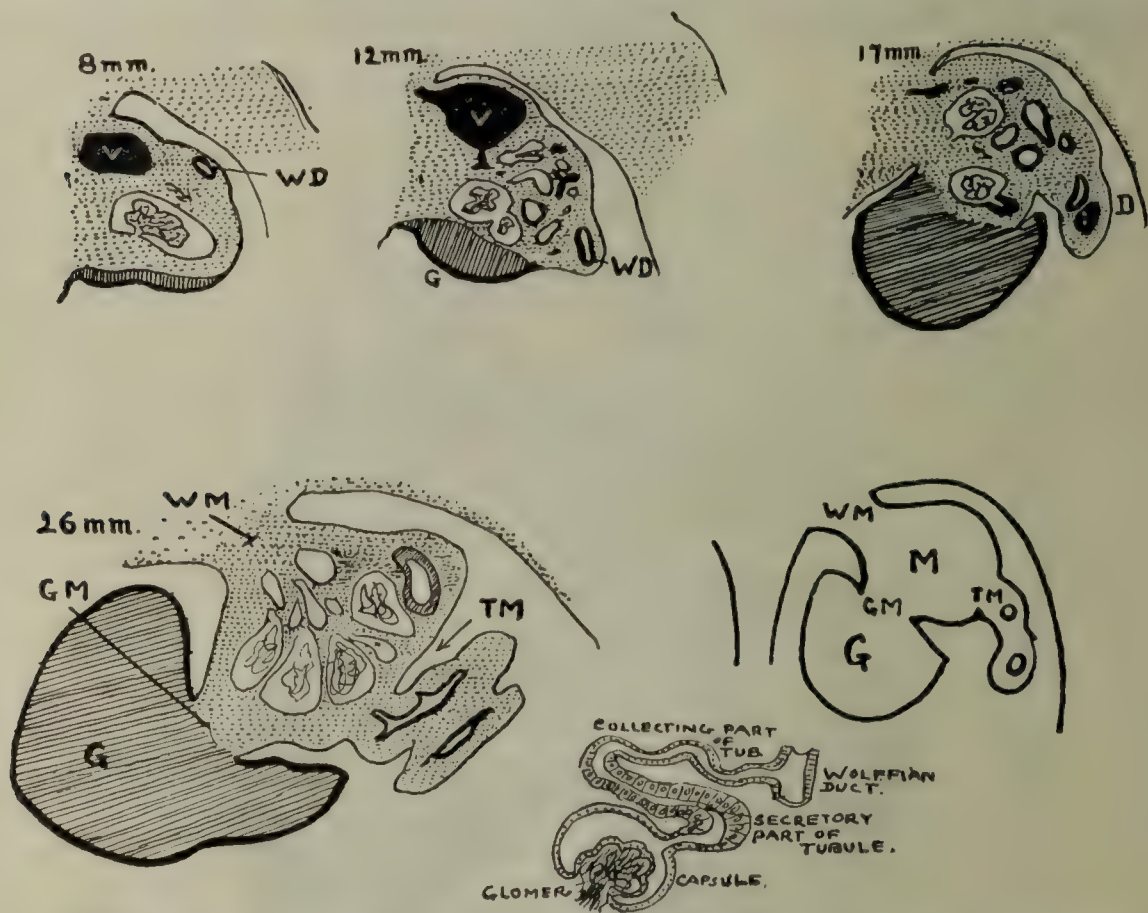 8mm.
V
WD
12mm.
V
G
WD
17mm.
D
26mm.
WM
GM
TM
G
WM
M
GM
TM
G
COLLECTING PART
OF
TUB.
WOLFFIAN
DUCT.
SECRETORY
PART OF
TUBULE.
GLOMER
CAPSULE.